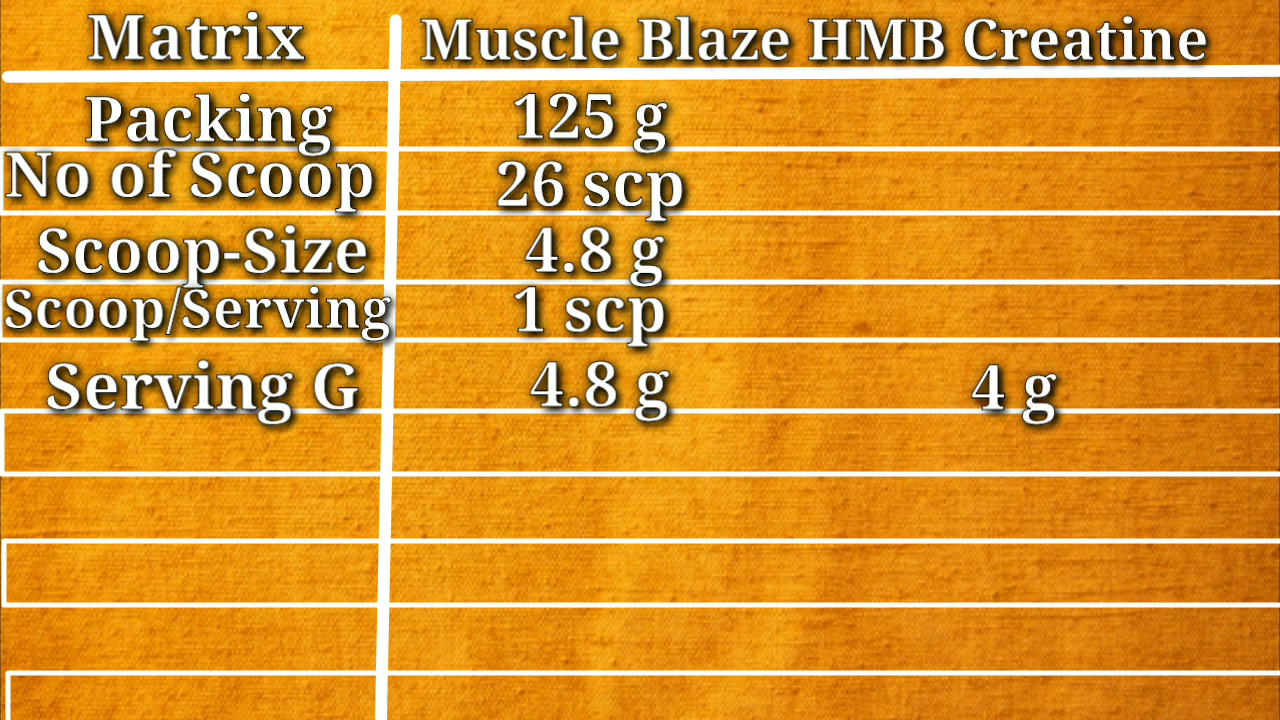 Matrix Muscle Blaze HMB Creatine
Packing 125 g
No of Scoop 26 scp
Scoop-Size 4.8 g
Scoop/Serving 1 scp
Serving G 4.8 g 4 g